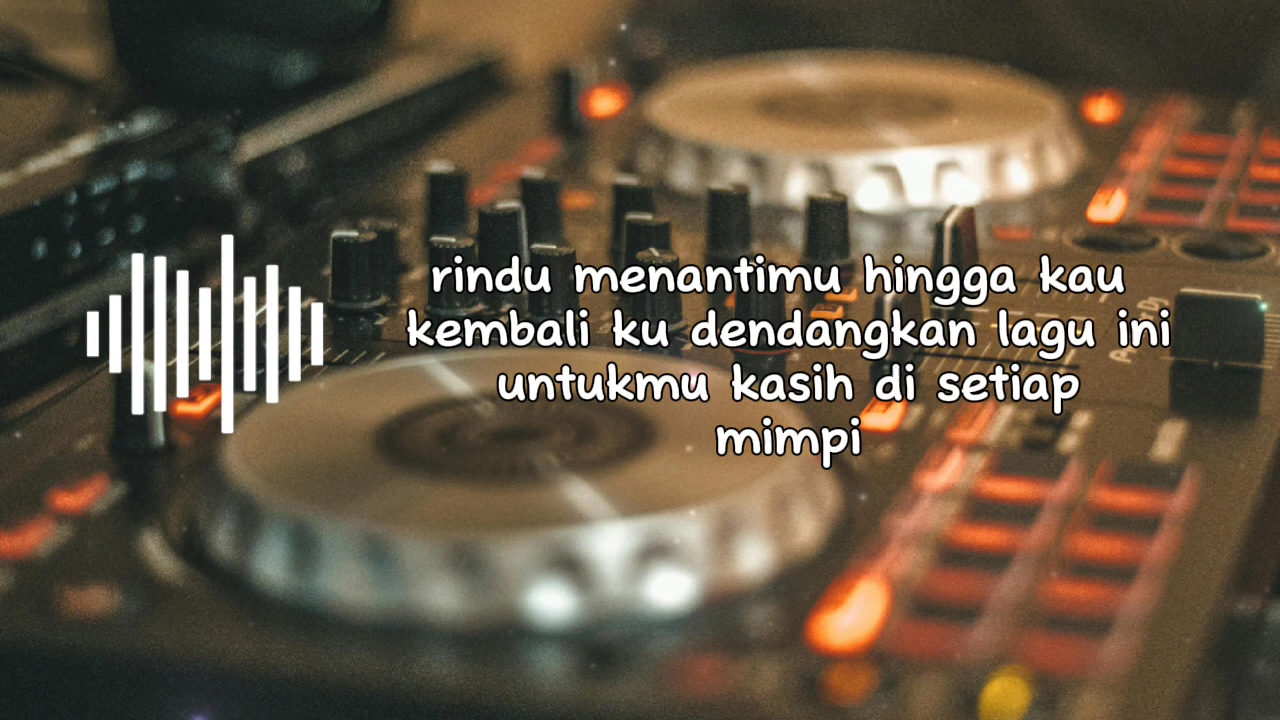 rindu menantimu hingga kau
kembali ku dendangkan lagu ini
untukmu kasih di setiap
mimpi